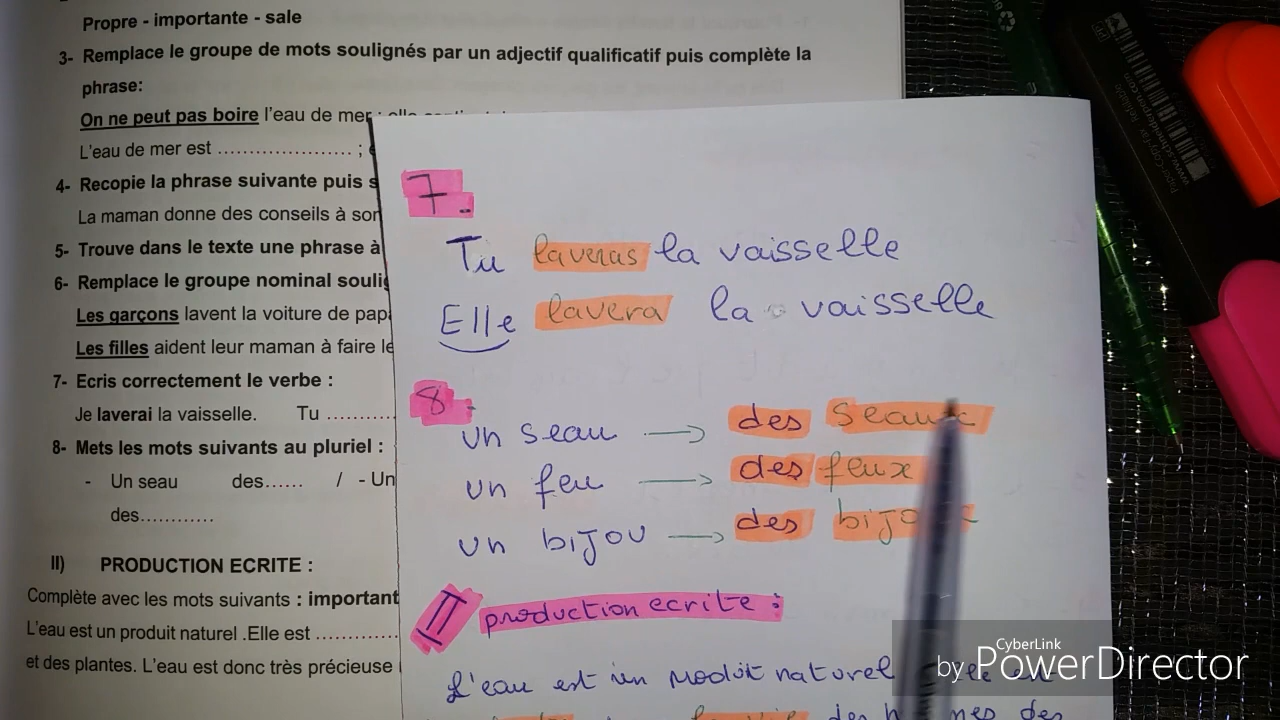 Propre - importante - sale
3- Remplace le groupe de mots soulignés par un adjectif qualificatif puis complète la
phrase:
On ne peut pas boire l'eau de mer
L'eau de mer est ..................... ;
4- Recopie la phrase suivante puis
La maman donne des conseils à son
5- Trouve dans le texte une phrase à
6- Remplace le groupe nominal
Les garçons lavent la voiture de
Les filles aident leur maman à faire le
7- Ecris correctement le verbe :
Je laverai la vaisselle. Tu ...........
8- Mets les mots suivants au pluriel :
- Un seau des...... / - Un
des............
II) PRODUCTION ECRITE :
Complète avec les mots suivants : important
L'eau est un produit naturel .Elle est .............
et des plantes. L'eau est donc très précieuse
7.
Tu laveras la vaisselle
Elle lavera la vaisselle
8.
un seau → des seaux
un feu → des feux
un bijou → des
II production ecrite :
L'eau est un produit naturel
des
CyberLink
by PowerDirector